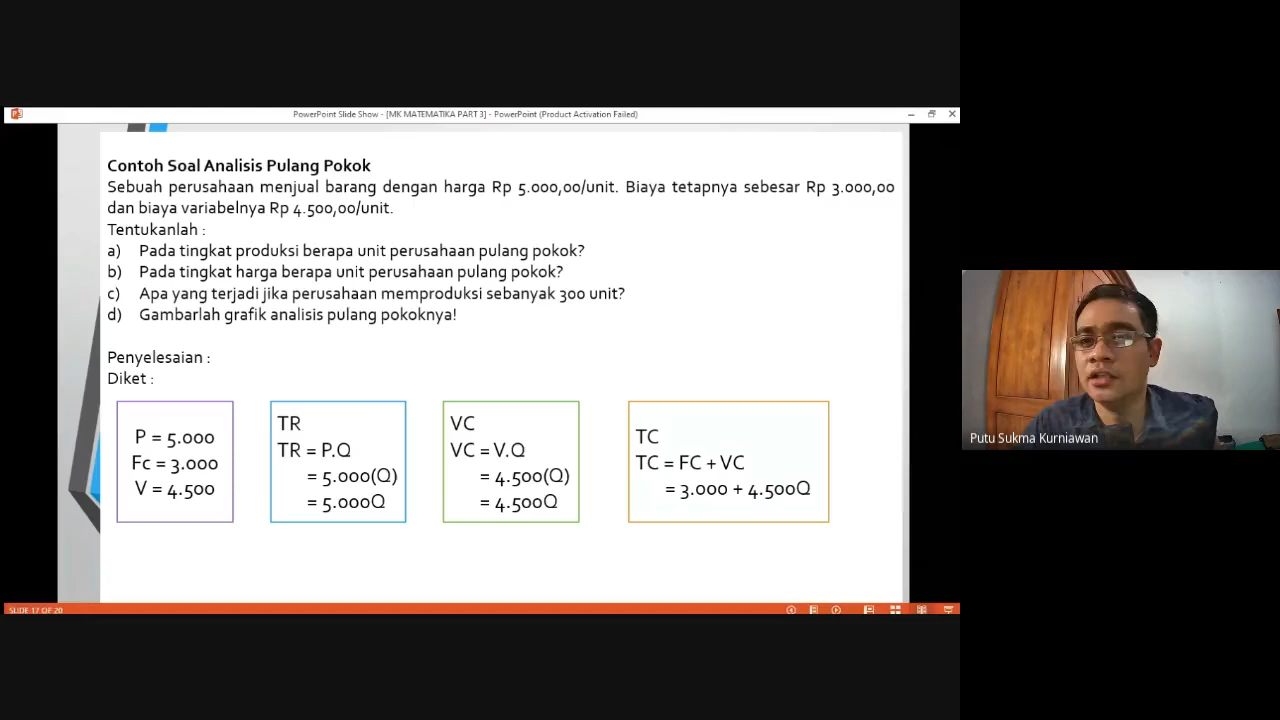 PowerPoint Slide Show - [MK MATEMATIKA PART 3] - PowerPoint (Product Activation Failed)
Contoh Soal Analisis Pulang Pokok
Sebuah perusahaan menjual barang dengan harga Rp 5.000,00/unit. Biaya tetapnya sebesar Rp 3.000,00
dan biaya variabelnya Rp 4.500,00/unit.
Tentukanlah :
a) Pada tingkat produksi berapa unit perusahaan pulang pokok?
b) Pada tingkat harga berapa unit perusahaan pulang pokok?
c) Apa yang terjadi jika perusahaan memproduksi sebanyak 300 unit?
d) Gambarlah grafik analisis pulang pokoknya!
Penyelesaian :
Diket :
P = 5.000
Fc = 3.000
V = 4.500
TR
TR = P.Q
= 5.000(Q)
= 5.000Q
VC
VC = V.Q
= 4.500(Q)
= 4.500Q
TC
TC = FC + VC
= 3.000 + 4.500Q
SLIDE 17 OF 20
Putu Sukma Kurniawan